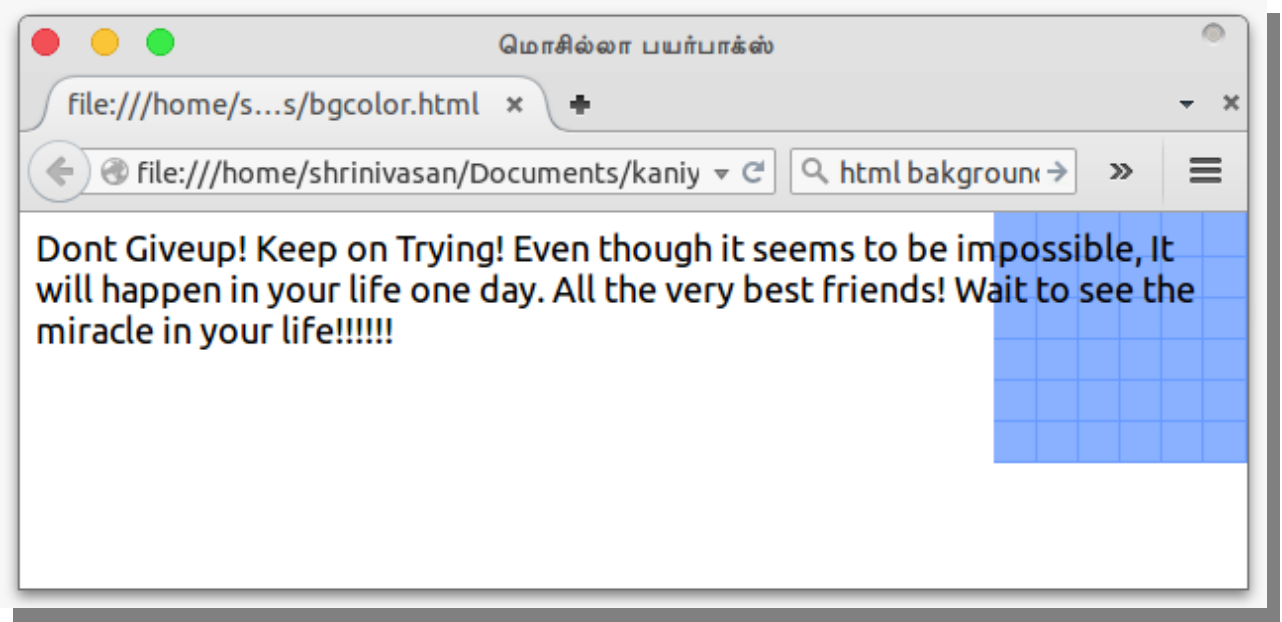 மொசில்லா பயர்பாக்ஸ்
file:///home/s...s/bgcolor.html
file:///home/shrinivasan/Documents/kaniy
html bakgroun
Dont Giveup! Keep on Trying! Even though it seems to be impossible, It
will happen in your life one day. All the very best friends! Wait to see the
miracle in your life!!!!!!